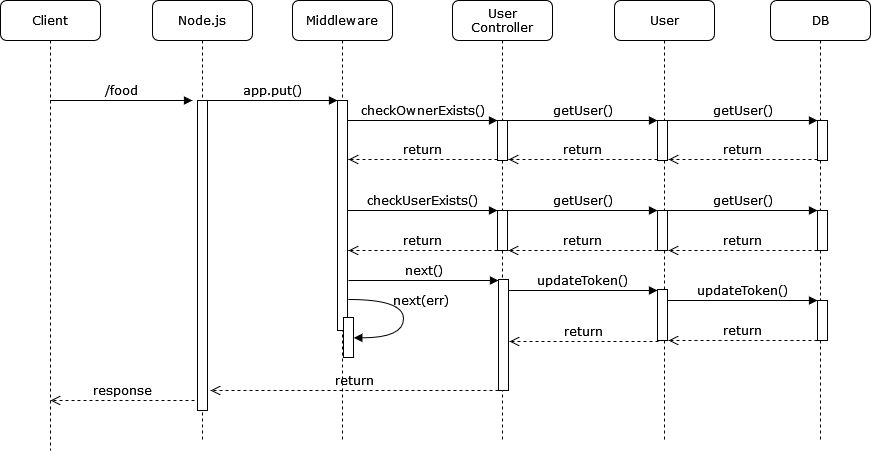 Client
Node.js
Middleware
User
Controller
User
DB
/food
app.put()
checkOwnerExists()
getUser()
getUser()
return
return
return
checkUserExists()
getUser()
getUser()
return
return
return
next()
updateToken()
updateToken()
next(err)
return
return
return
response